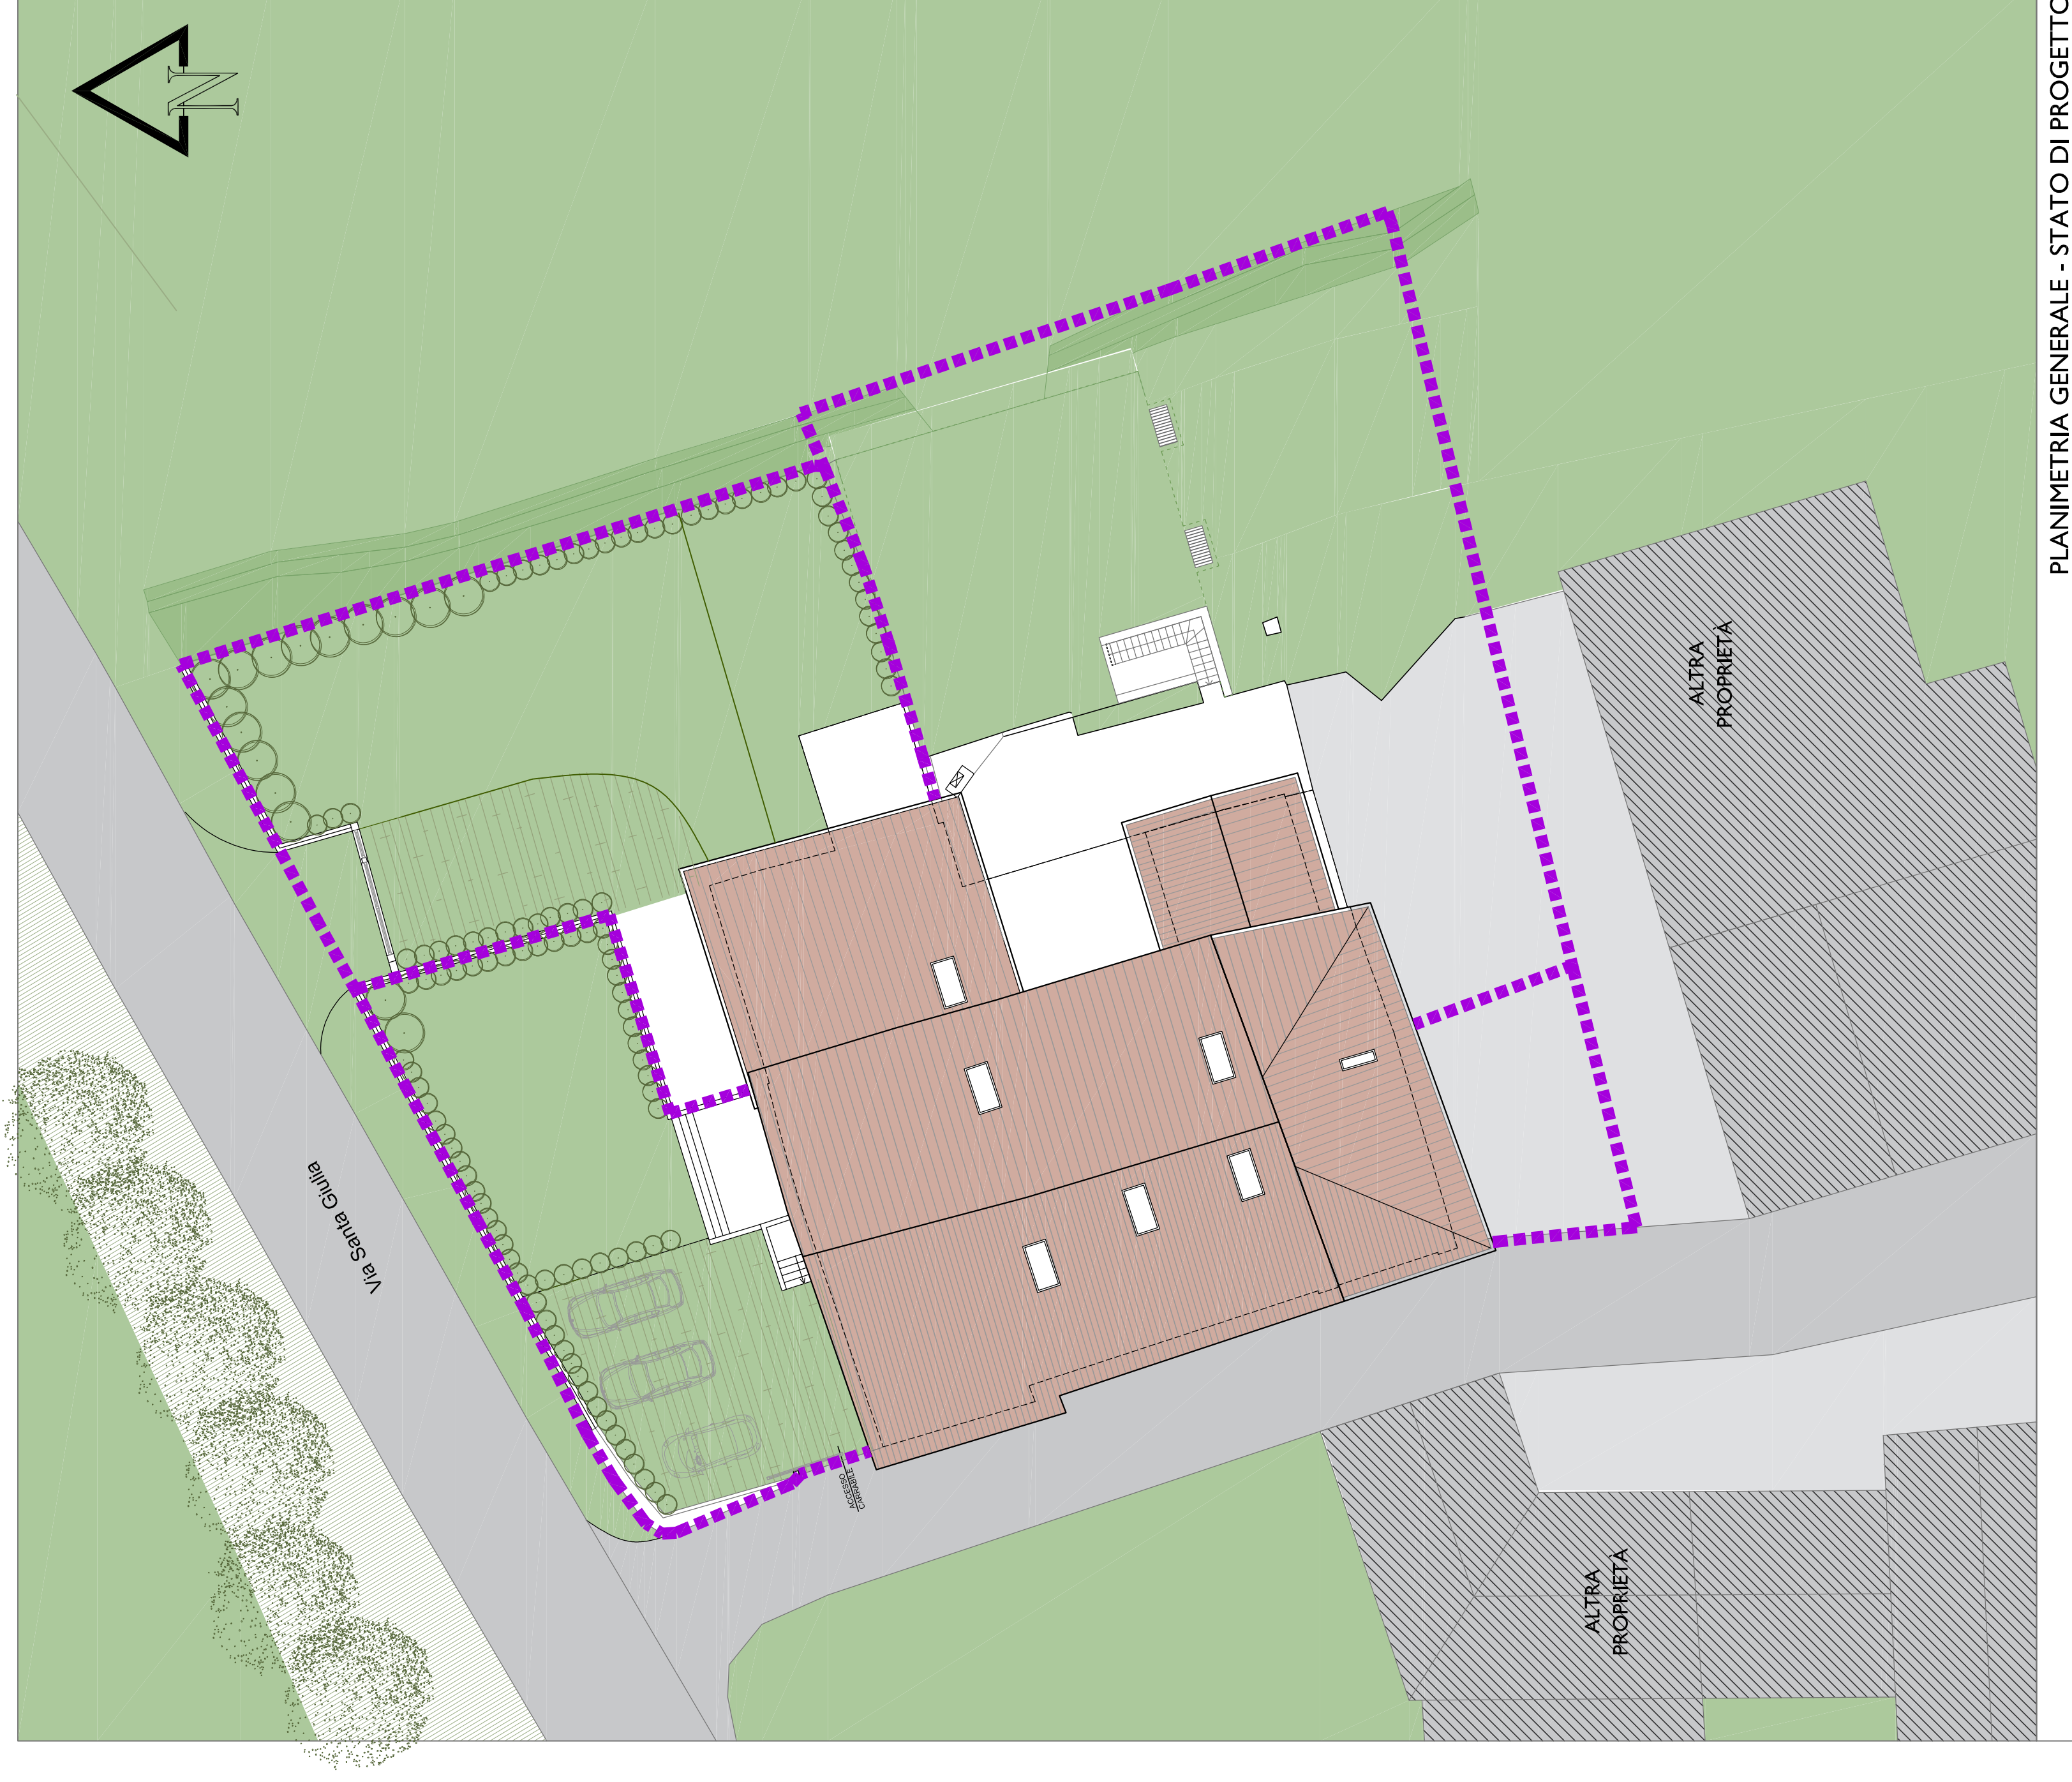 N
PLANIMETRIA GENERALE - STATO DI PROGETTO
ALTRA
PROPRIETÀ
Via Santa Giulia
ACCESSO
CARRABILE
ALTRA
PROPRIETÀ